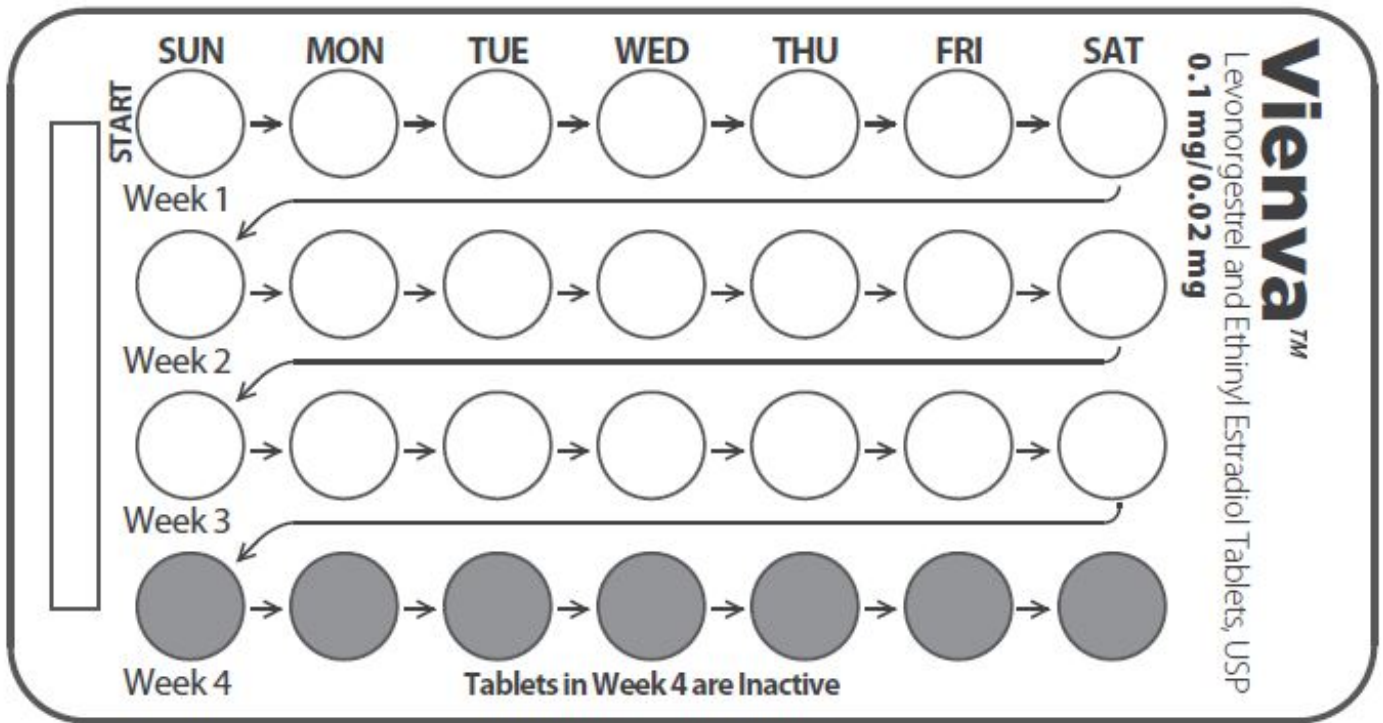 SUN MON TUE WED THU FRI SAT
START
Week 1
Week 2
Week 3
Week 4
Tablets in Week 4 are Inactive
Vienva™
Levonorgestrel and Ethinyl Estradiol Tablets, USP
0.1 mg/0.02 mg